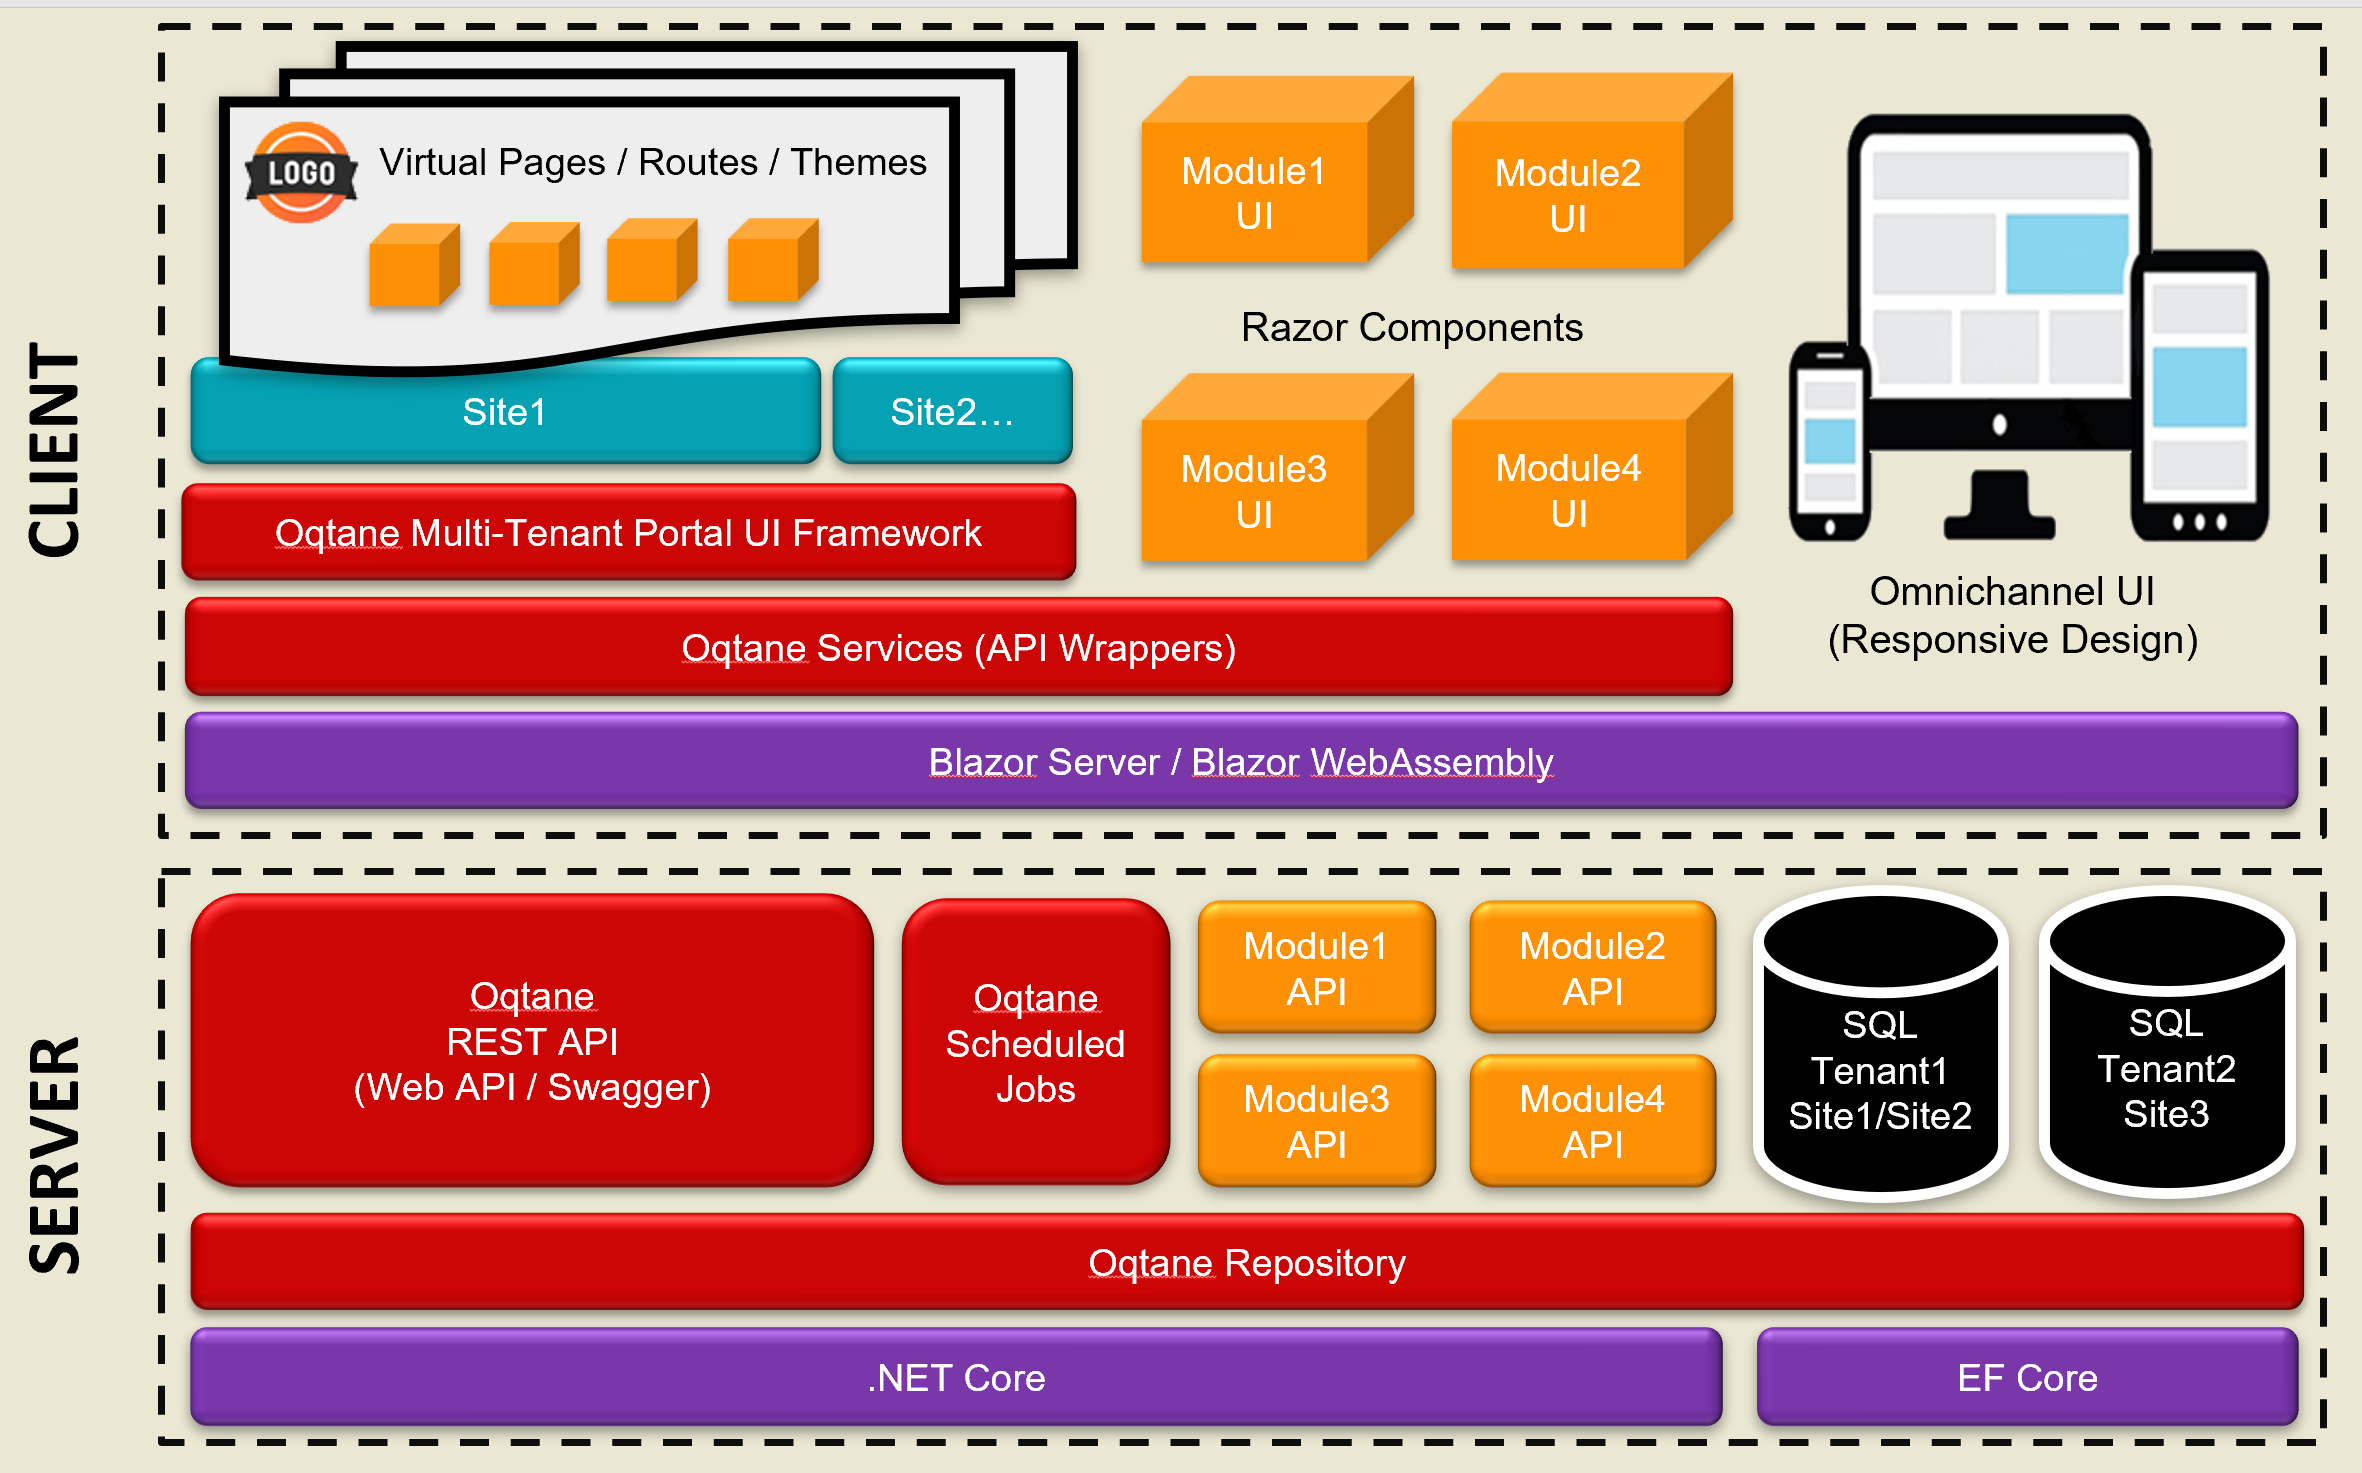 CLIENT
LOGO
Virtual Pages / Routes / Themes
Site1
Site2...
Oqtane Multi-Tenant Portal UI Framework
Module1
UI
Module2
UI
Razor Components
Module3
UI
Module4
UI
Omnichannel UI
(Responsive Design)
Oqtane Services (API Wrappers)
Blazor Server / Blazor WebAssembly
SERVER
Oqtane
REST API
(Web API / Swagger)
Oqtane
Scheduled
Jobs
Module1
API
Module2
API
Module3
API
Module4
API
SQL
Tenant1
Site1/Site2
SQL
Tenant2
Site3
Oqtane Repository
.NET Core
EF Core